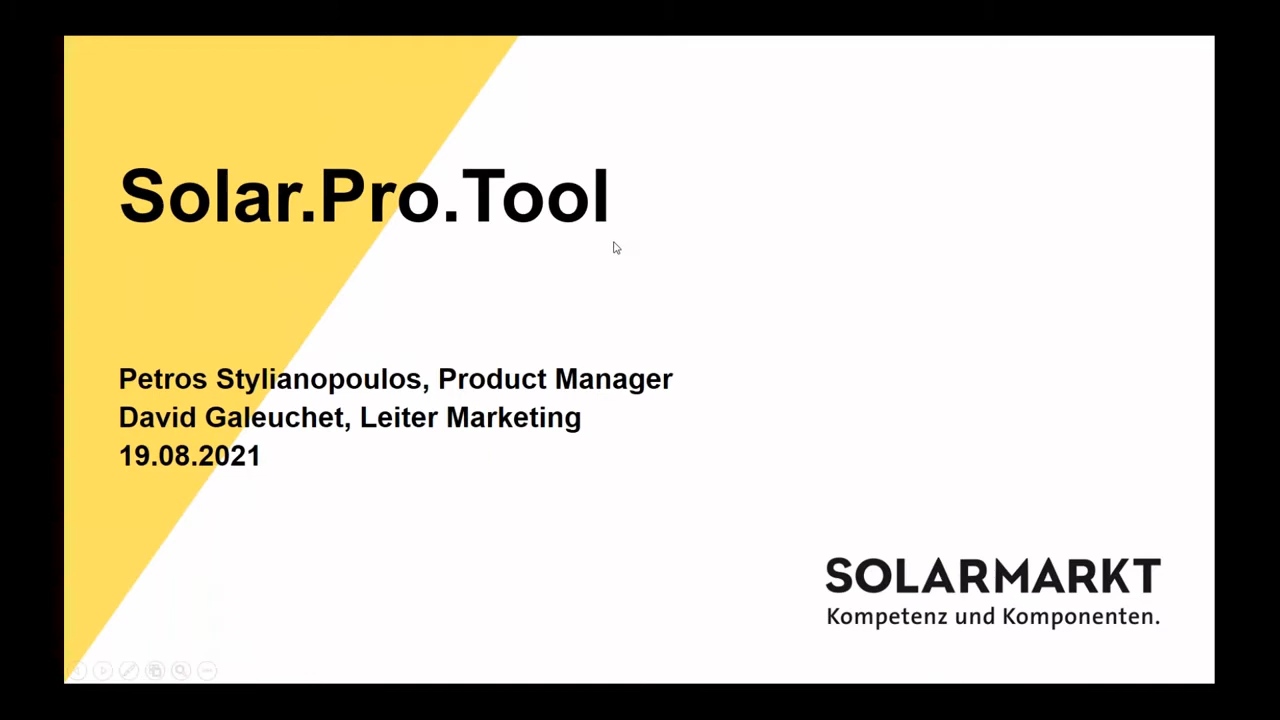 Solar.Pro.Tool
Petros Stylianopoulos, Product Manager
David Galeuchet, Leiter Marketing
19.08.2021
SOLARMARKT
Kompetenz und Komponenten.